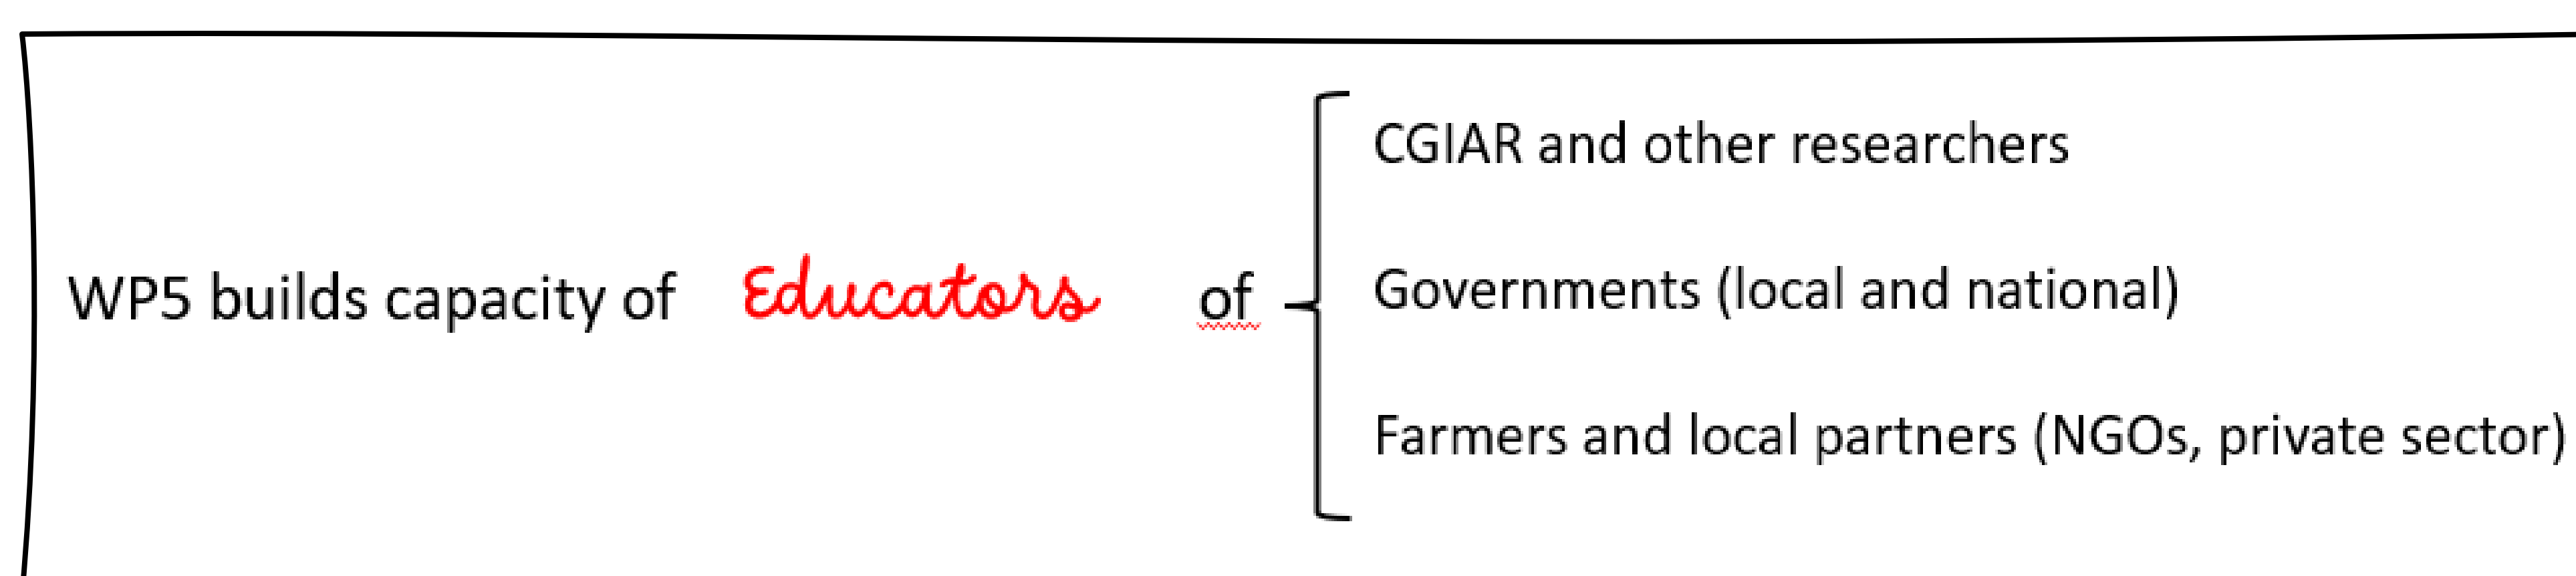 WP5 builds capacity of Educators of
CGIAR and other researchers
Governments (local and national)
Farmers and local partners (NGOs, private sector)